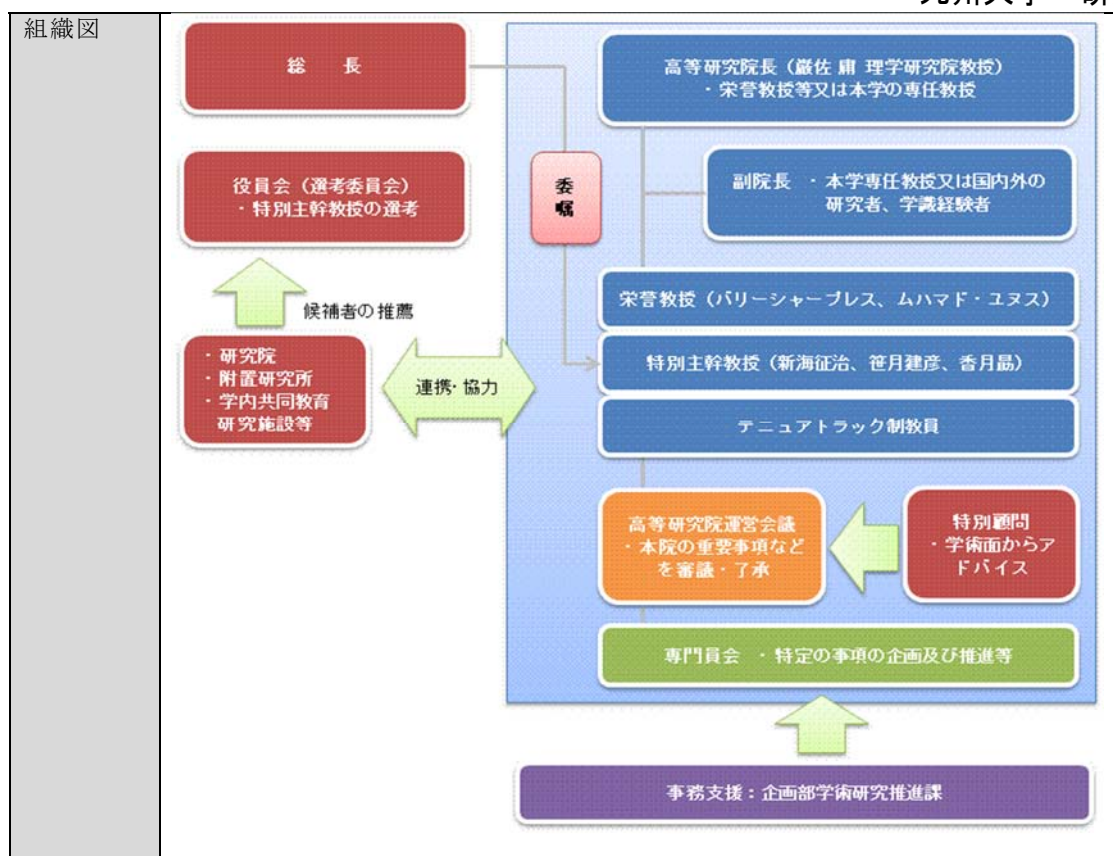 組織図
総 長
高等研究院長（巌佐 庸 理学研究院教授）
・栄誉教授等又は本学の専任教授
役員会（選考委員会）
・特別主幹教授の選考
委
嘱
副院長 ・本学専任教授又は国内外の
研究者、学識経験者
候補者の推薦
栄誉教授（バリーシャープレス、ムハマド・ユヌス）
・研究院
・附置研究所
・学内共同教育
研究施設等
連携・協力
特別主幹教授（新海征治、笹月建彦、香月勗）
テニュアトラック制教員
高等研究院運営会議
・本院の重要事項など
を審議・了承
特別顧問
・学術面からア
ドバイス
専門員会 ・特定の事項の企画及び推進等
事務支援：企画部学術研究推進課